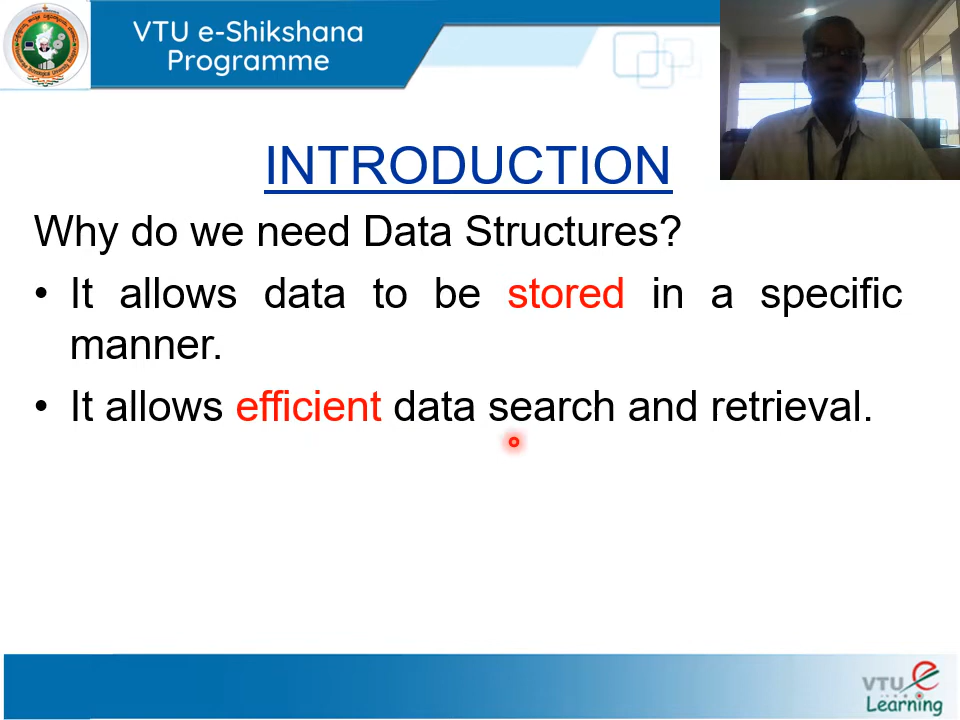 VTU e-Shikshana
Programme
INTRODUCTION
Why do we need Data Structures?
• It allows data to be stored in a specific
manner.
• It allows efficient data search and retrieval.
VTU e
Learning